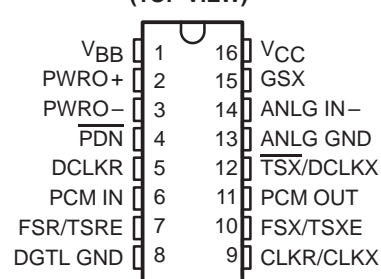 (TOP VIEW)
VBB 1 16 VCC
PWRO+ 2 15 GSX
PWRO− 3 14 ANLG IN−
PDN 4 13 ANLG GND
DCLKR 5 12 TSX/DCLKX
PCM IN 6 11 PCM OUT
FSR/TSRE 7 10 FSX/TSXE
DGTL GND 8 9 CLKR/CLKX